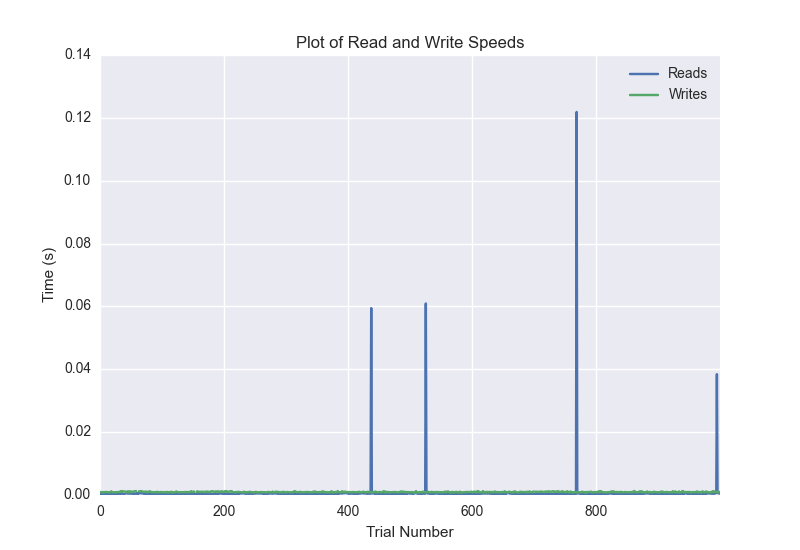 Plot of Read and Write Speeds
0.14
Reads
Writes
0.12
0.10
0.08
0.06
0.04
0.02
0.00
Time (s)
0 200 400 600 800
Trial Number